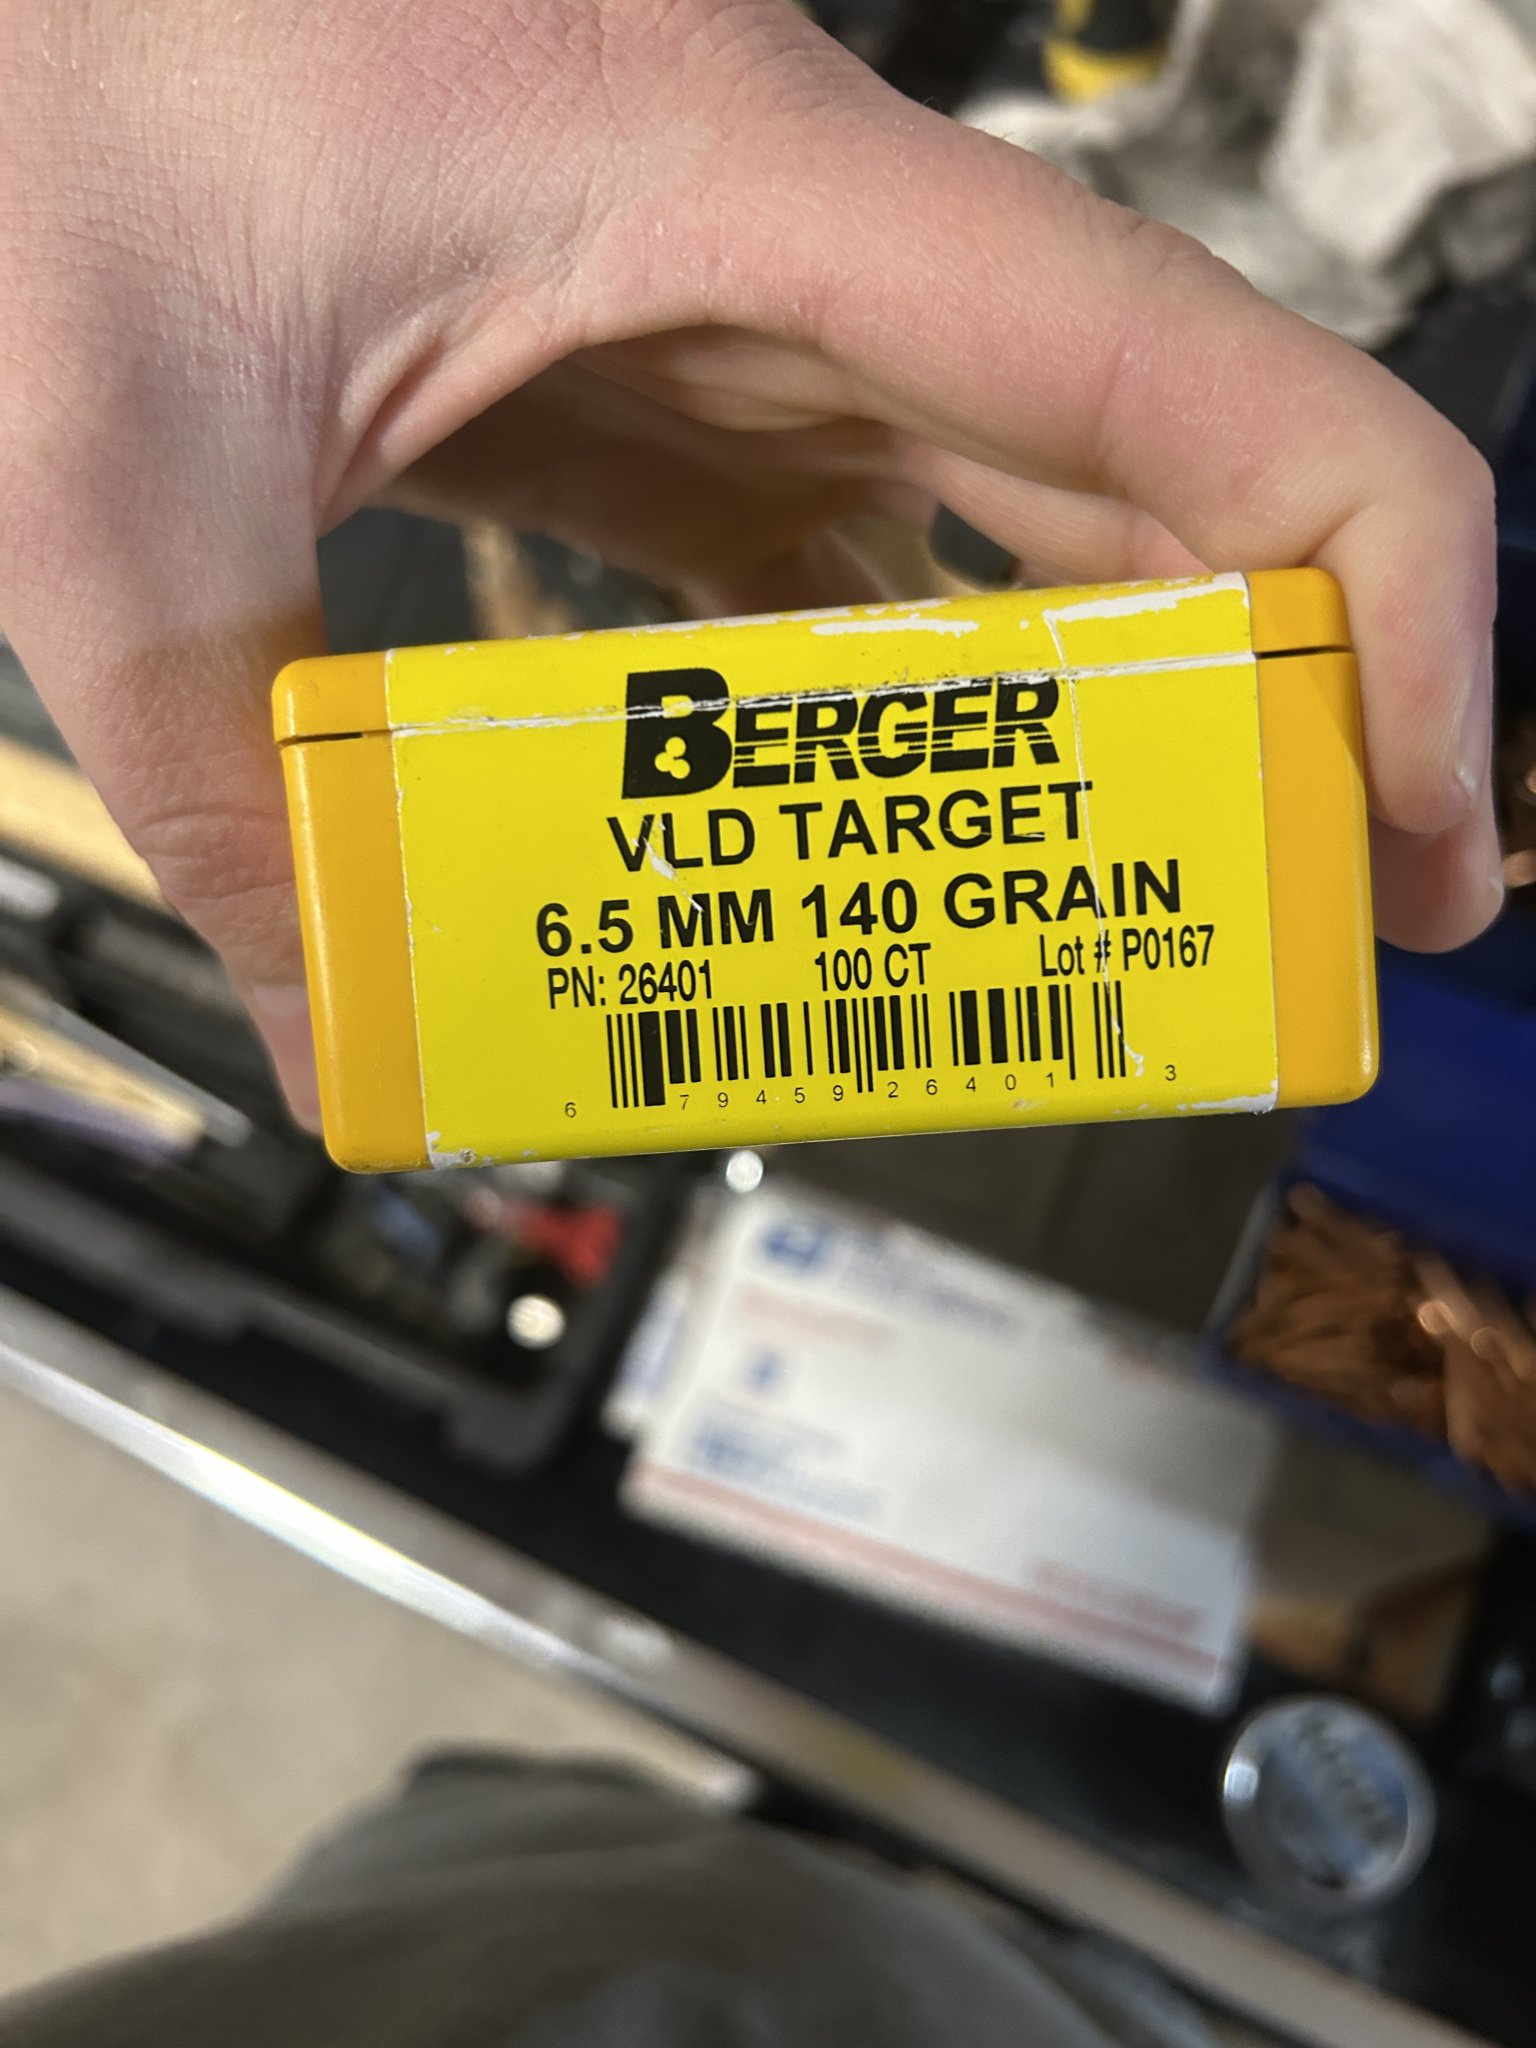 BERGER
VLD TARGET
6.5 MM 140 GRAIN
PN: 26401 100 CT Lot # P0167
6 79459 26401 3